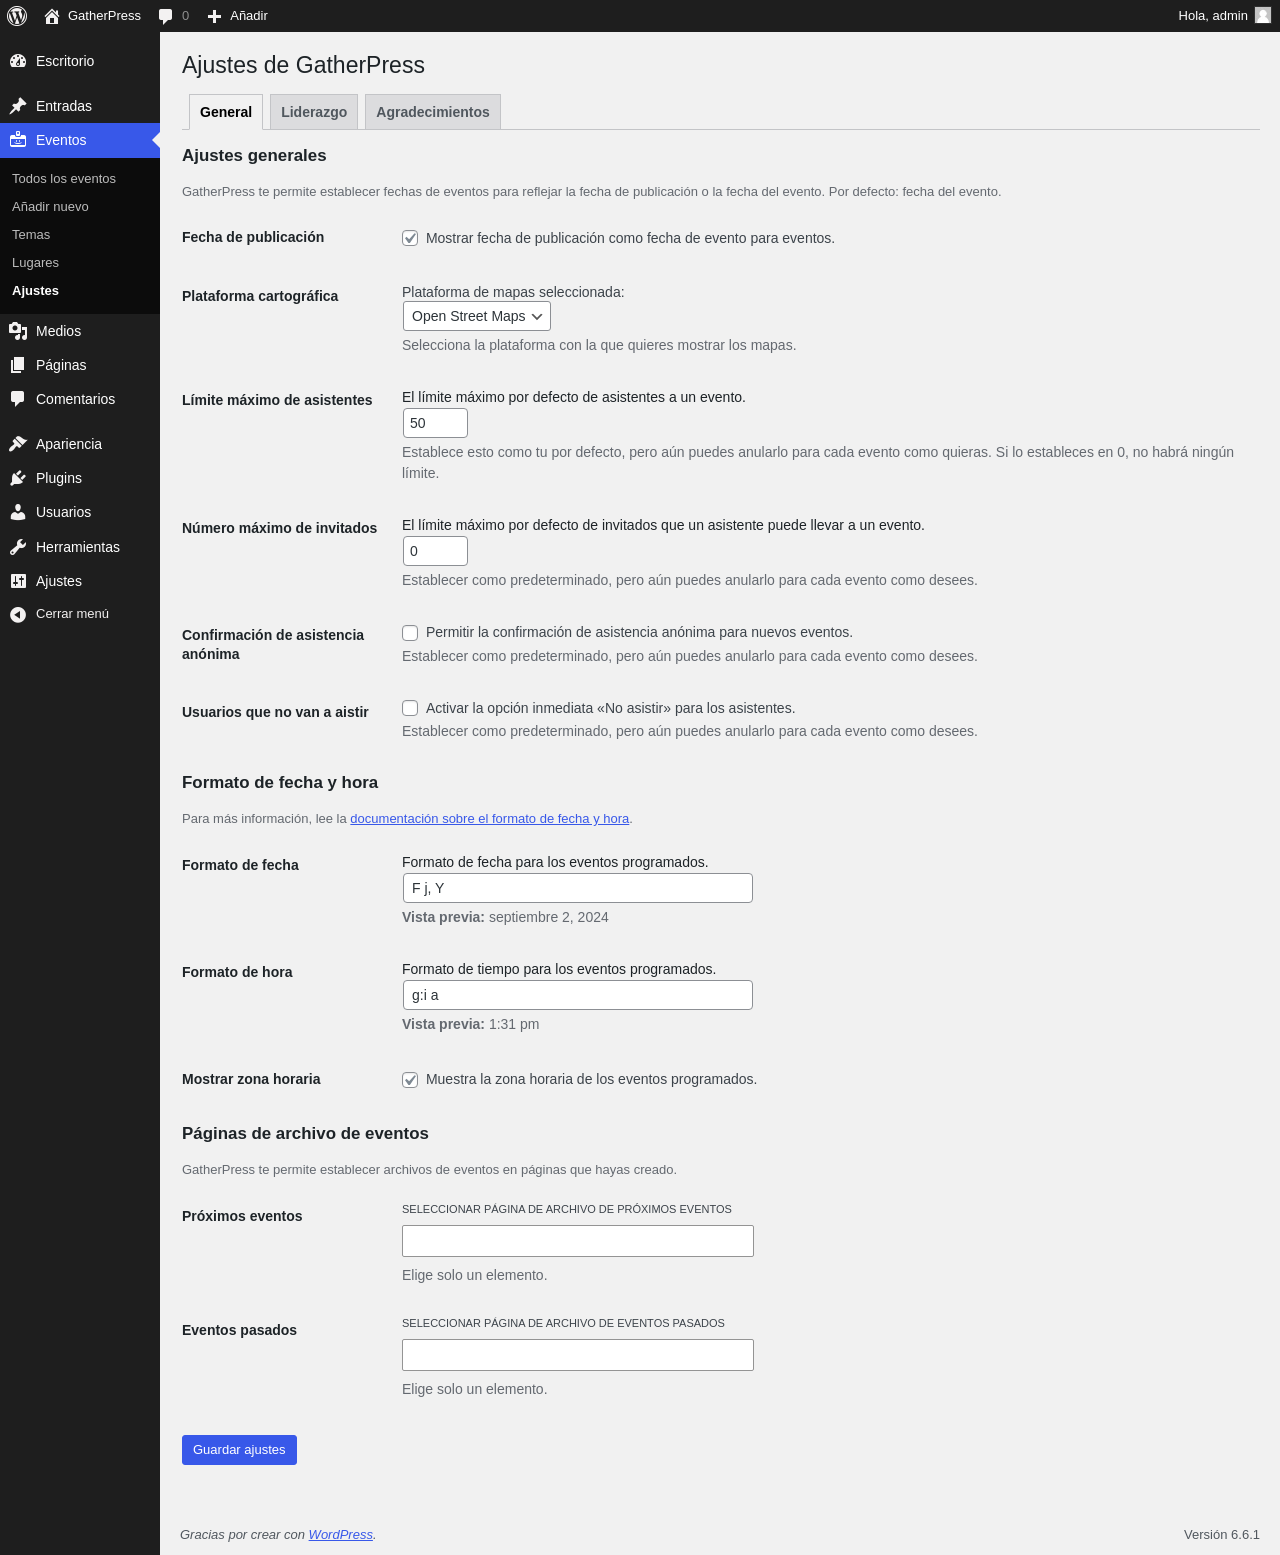 GatherPress
0
Añadir
Hola, admin
Escritorio
Entradas
Eventos
Todos los eventos
Añadir nuevo
Temas
Lugares
Ajustes
Medios
Páginas
Comentarios
Apariencia
Plugins
Usuarios
Herramientas
Ajustes
Cerrar menú
Ajustes de GatherPress
General
Liderazgo
Agradecimientos
Ajustes generales
GatherPress te permite establecer fechas de eventos para reflejar la fecha de publicación o la fecha del evento. Por defecto: fecha del evento.
Fecha de publicación
Mostrar fecha de publicación como fecha de evento para eventos.
Plataforma cartográfica
Plataforma de mapas seleccionada:
Open Street Maps
Selecciona la plataforma con la que quieres mostrar los mapas.
Límite máximo de asistentes
El límite máximo por defecto de asistentes a un evento.
50
Establece esto como tu por defecto, pero aún puedes anularlo para cada evento como quieras. Si lo estableces en 0, no habrá ningún
límite.
Número máximo de invitados
El límite máximo por defecto de invitados que un asistente puede llevar a un evento.
0
Establecer como predeterminado, pero aún puedes anularlo para cada evento como desees.
Confirmación de asistencia
anónima
Permitir la confirmación de asistencia anónima para nuevos eventos.
Establecer como predeterminado, pero aún puedes anularlo para cada evento como desees.
Usuarios que no van a aistir
Activar la opción inmediata «No asistir» para los asistentes.
Establecer como predeterminado, pero aún puedes anularlo para cada evento como desees.
Formato de fecha y hora
Para más información, lee la documentación sobre el formato de fecha y hora.
Formato de fecha
Formato de fecha para los eventos programados.
F j, Y
Vista previa: septiembre 2, 2024
Formato de hora
Formato de tiempo para los eventos programados.
g:i a
Vista previa: 1:31 pm
Mostrar zona horaria
Muestra la zona horaria de los eventos programados.
Páginas de archivo de eventos
GatherPress te permite establecer archivos de eventos en páginas que hayas creado.
Próximos eventos
SELECCIONAR PÁGINA DE ARCHIVO DE PRÓXIMOS EVENTOS
Elige solo un elemento.
Eventos pasados
SELECCIONAR PÁGINA DE ARCHIVO DE EVENTOS PASADOS
Elige solo un elemento.
Guardar ajustes
Gracias por crear con WordPress.
Versión 6.6.1